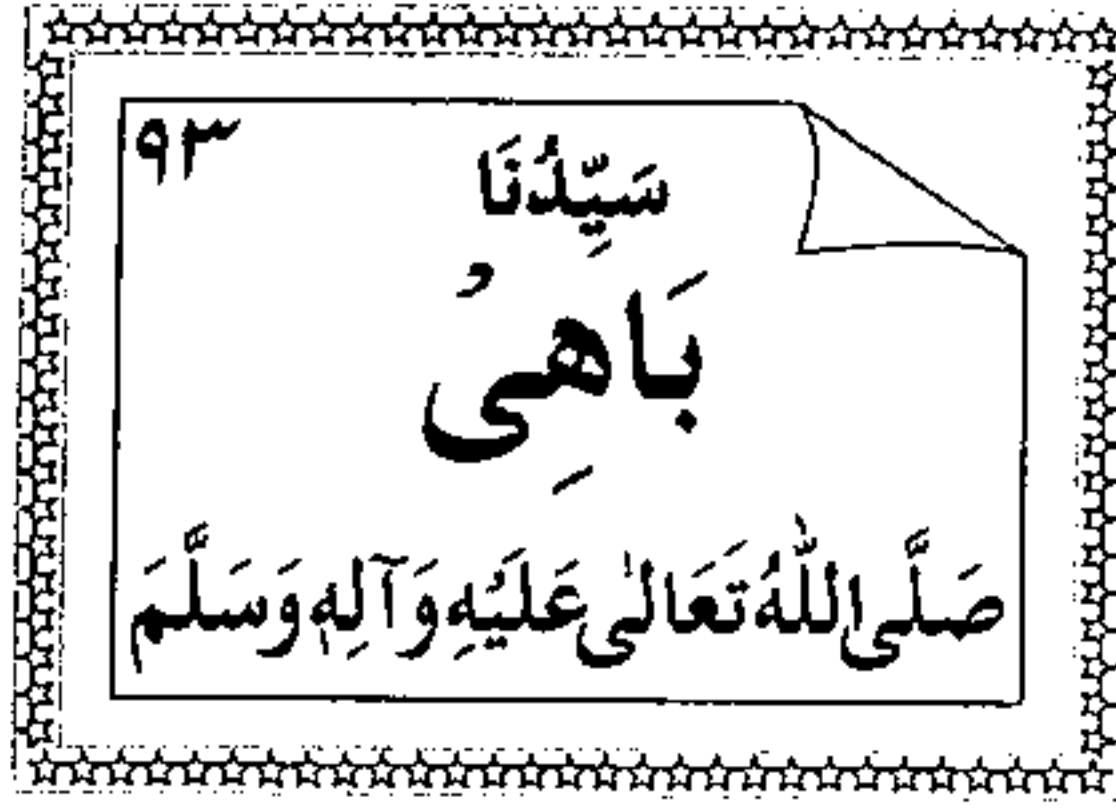 ۹۳
سَیِّدُنَا
بَاهِیْ
صَلَّی اللّٰهُ تَعَالٰی عَلَیْهِ وَآلِهٖ وَسَلَّمَ